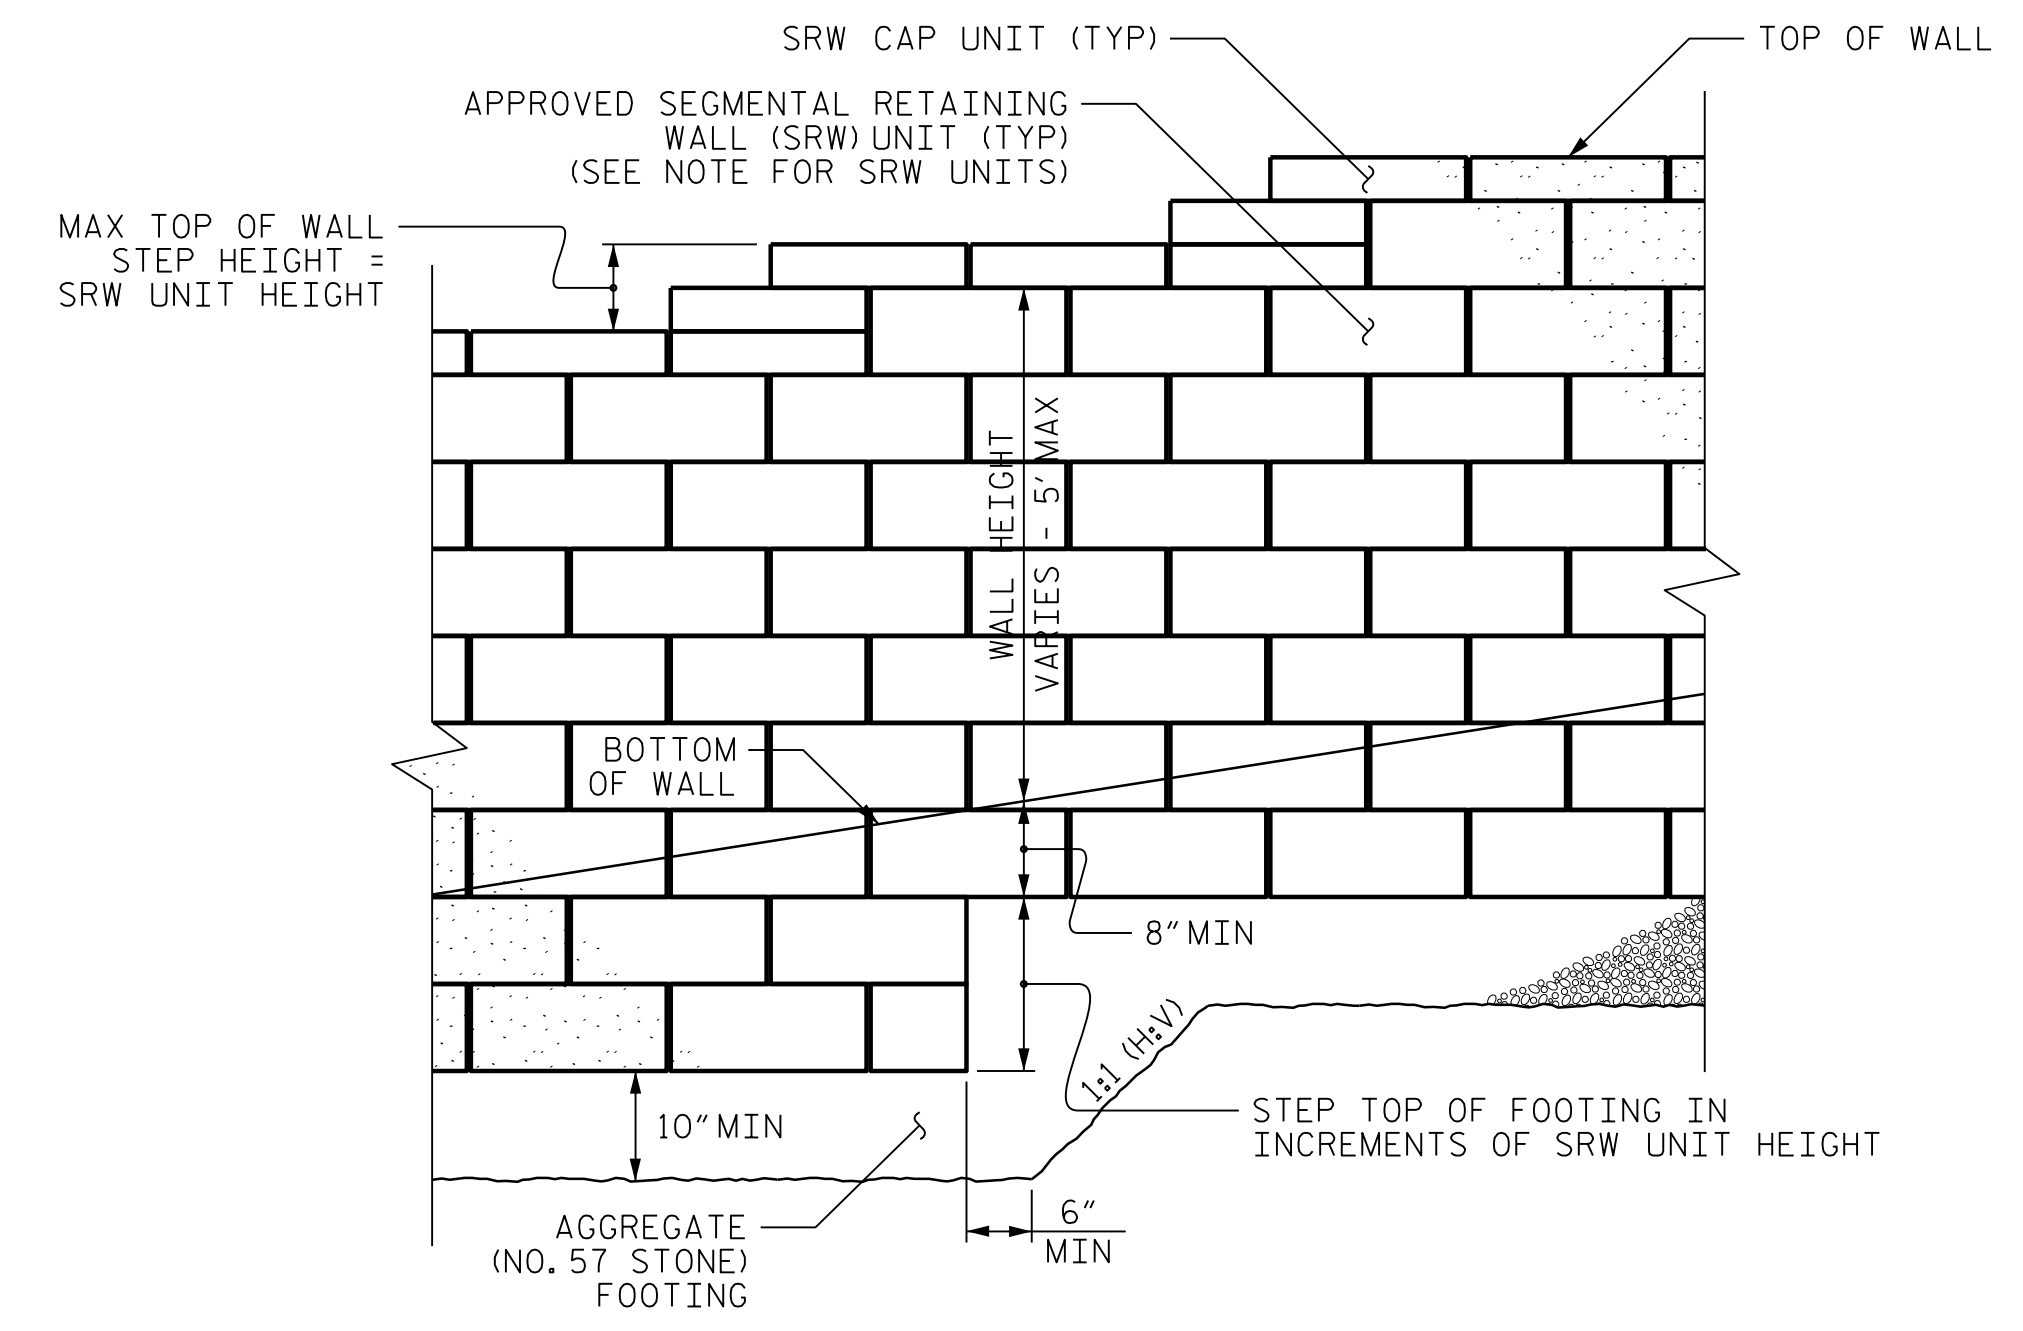 SRW CAP UNIT (TYP)
TOP OF WALL
APPROVED SEGMENTAL RETAINING
WALL (SRW) UNIT (TYP)
(SEE NOTE FOR SRW UNITS)
MAX TOP OF WALL
STEP HEIGHT =
SRW UNIT HEIGHT
WALL HEIGHT
VARIES - 5' MAX
BOTTOM
OF WALL
8" MIN
1:1 (H:V)
10" MIN
STEP TOP OF FOOTING IN
INCREMENTS OF SRW UNIT HEIGHT
6"
MIN
AGGREGATE
(NO. 57 STONE)
FOOTING